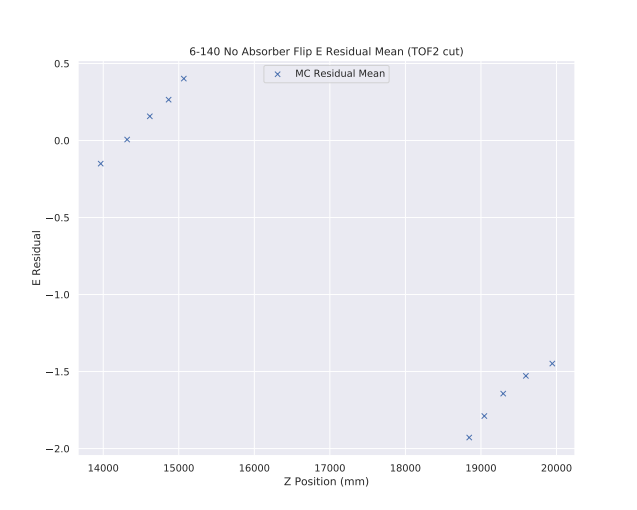 6-140 No Absorber Flip E Residual Mean (TOF2 cut)
MC Residual Mean
0.5
0.0
−0.5
−1.0
−1.5
−2.0
E Residual
14000 15000 16000 17000 18000 19000 20000
Z Position (mm)